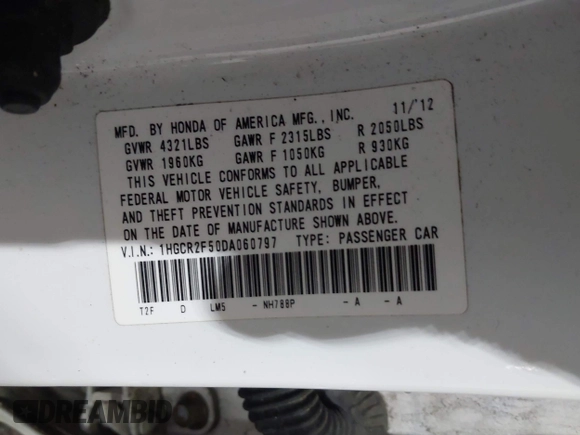 MFD. BY HONDA OF AMERICA MFG., INC. 11/12
GVWR 4321LBS GAWR F 2315LBS R 2050LBS
GVWR 1960KG GAWR F 1050KG R 930KG
THIS VEHICLE CONFORMS TO ALL APPLICABLE
FEDERAL MOTOR VEHICLE SAFETY, BUMPER,
AND THEFT PREVENTION STANDARDS IN EFFECT
ON THE DATE OF MANUFACTURE SHOWN ABOVE.
V.I.N.: 1HGCR2F50DA060797 TYPE: PASSENGER CAR
T2F D LM5 - NH788P - A - A
DREAMBID